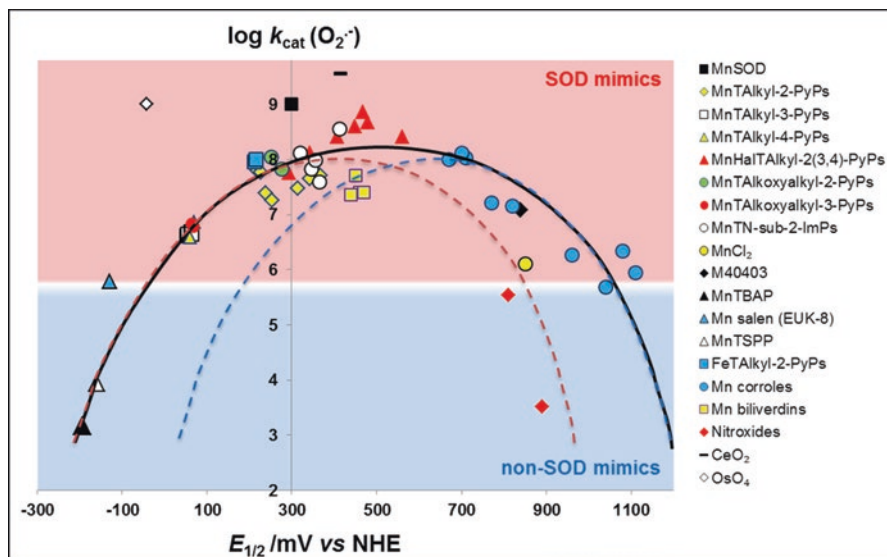 log kcat (O2·-)
SOD mimics
9
8
7
6
5
4
3
2
non-SOD mimics
-300 -100 100 300 500 700 900 1100
E1/2 /mV vs NHE
MnSOD
MnTAlkyl-2-PyPs
MnTAlkyl-3-PyPs
MnTAlkyl-4-PyPs
MnHalTAlkyl-2(3,4)-PyPs
MnTAlkoxyalkyl-2-PyPs
MnTAlkoxyalkyl-3-PyPs
MnTN-sub-2-ImPs
MnCl2
M40403
MnTBAP
Mn salen (EUK-8)
MnTSPP
FeTAlkyl-2-PyPs
Mn corroles
Mn biliverdins
Nitroxides
CeO2
OsO4